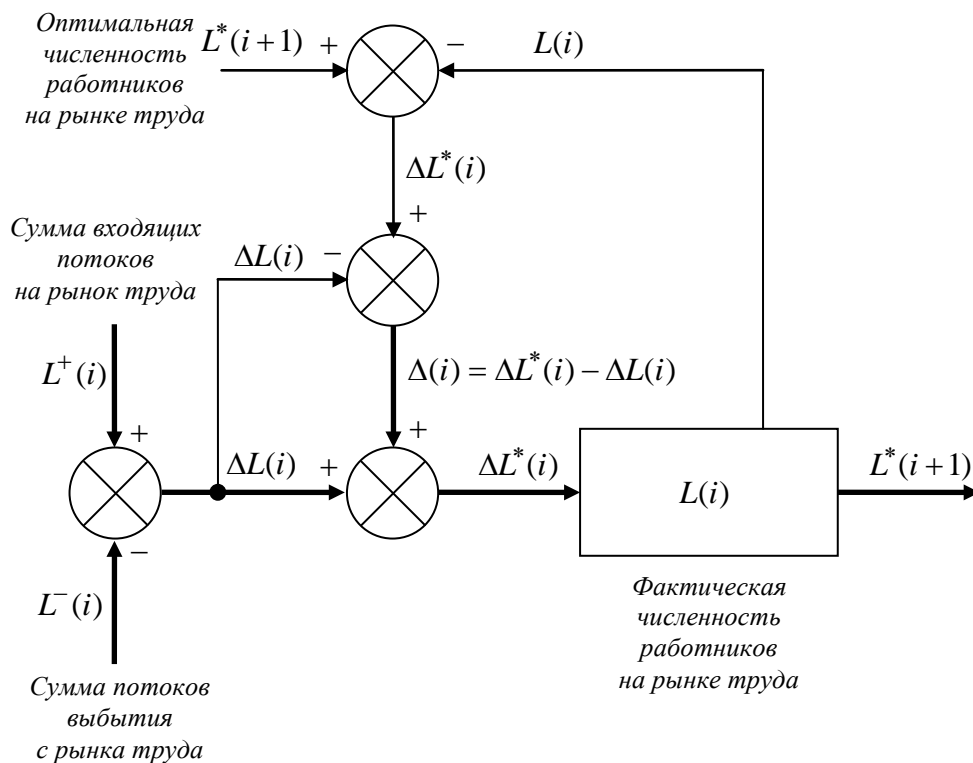 Оптимальная
численность
работников
на рынке труда
L*(i+1)
+
−
L(i)
ΔL*(i)
+
Сумма входящих
потоков
на рынок труда
ΔL(i)
−
L⁺(i)
Δ(i) = ΔL*(i) − ΔL(i)
+
+
ΔL(i)
+
ΔL*(i)
L(i)
L*(i+1)
−
L⁻(i)
Фактическая
численность
работников
на рынке труда
Сумма потоков
выбытия
с рынка труда